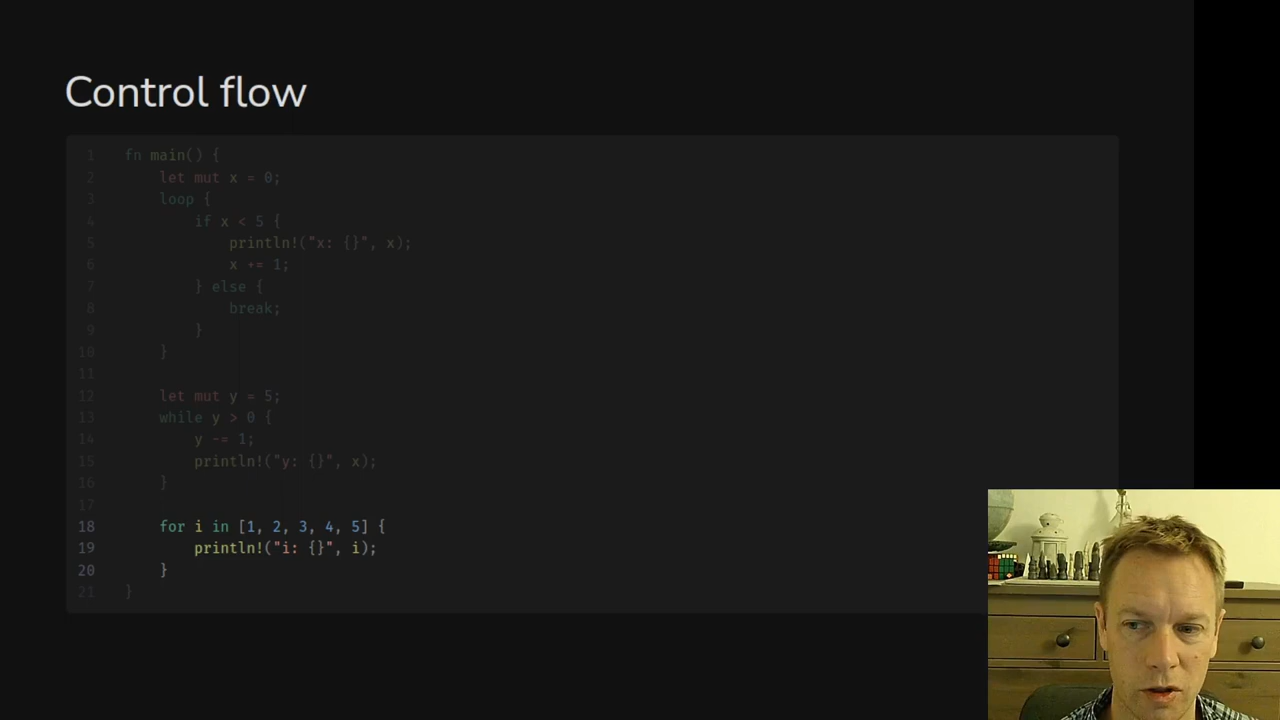 Control flow
1 fn main() {
2 let mut x = 0;
3 loop {
4 if x < 5 {
5 println!("x: {}", x);
6 x += 1;
7 } else {
8 break;
9 }
10 }
11
12 let mut y = 5;
13 while y > 0 {
14 y -= 1;
15 println!("y: {}", x);
16 }
17
18 for i in [1, 2, 3, 4, 5] {
19 println!("i: {}", i);
20 }
21 }